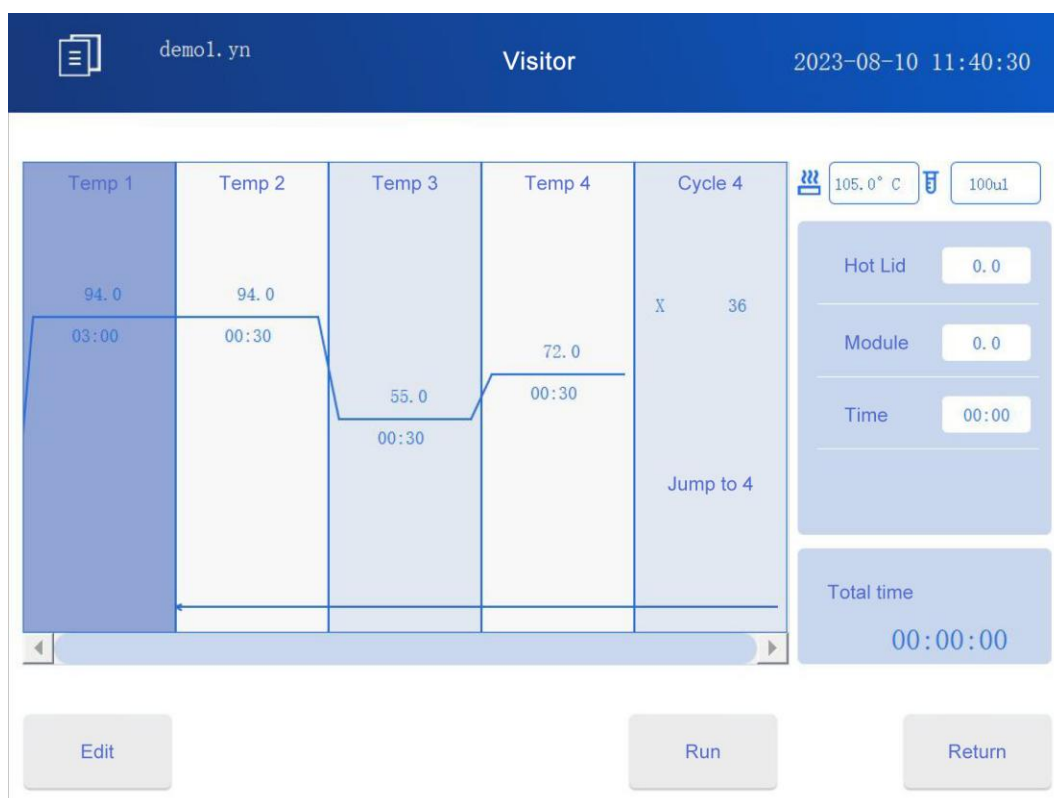 demo1.yn
Visitor
2023-08-10 11:40:30
Temp 1
Temp 2
Temp 3
Temp 4
Cycle 4
105.0° C
100ul
94.0
03:00
94.0
00:30
55.0
00:30
72.0
00:30
X 36
Jump to 4
Hot Lid 0.0
Module 0.0
Time 00:00
Total time
00:00:00
Edit
Run
Return